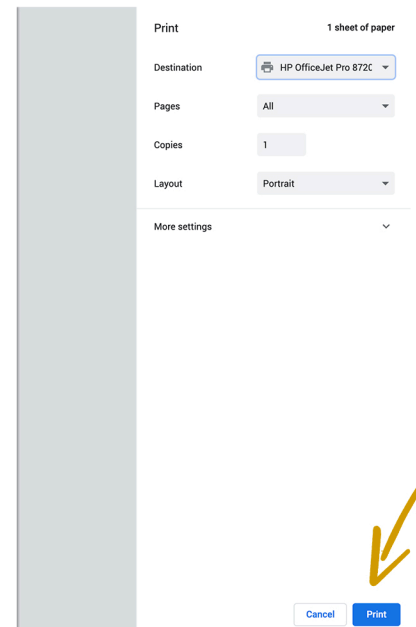 Print 1 sheet of paper
Destination HP OfficeJet Pro 872
Pages All
Copies 1
Layout Portrait
More settings
Cancel Print